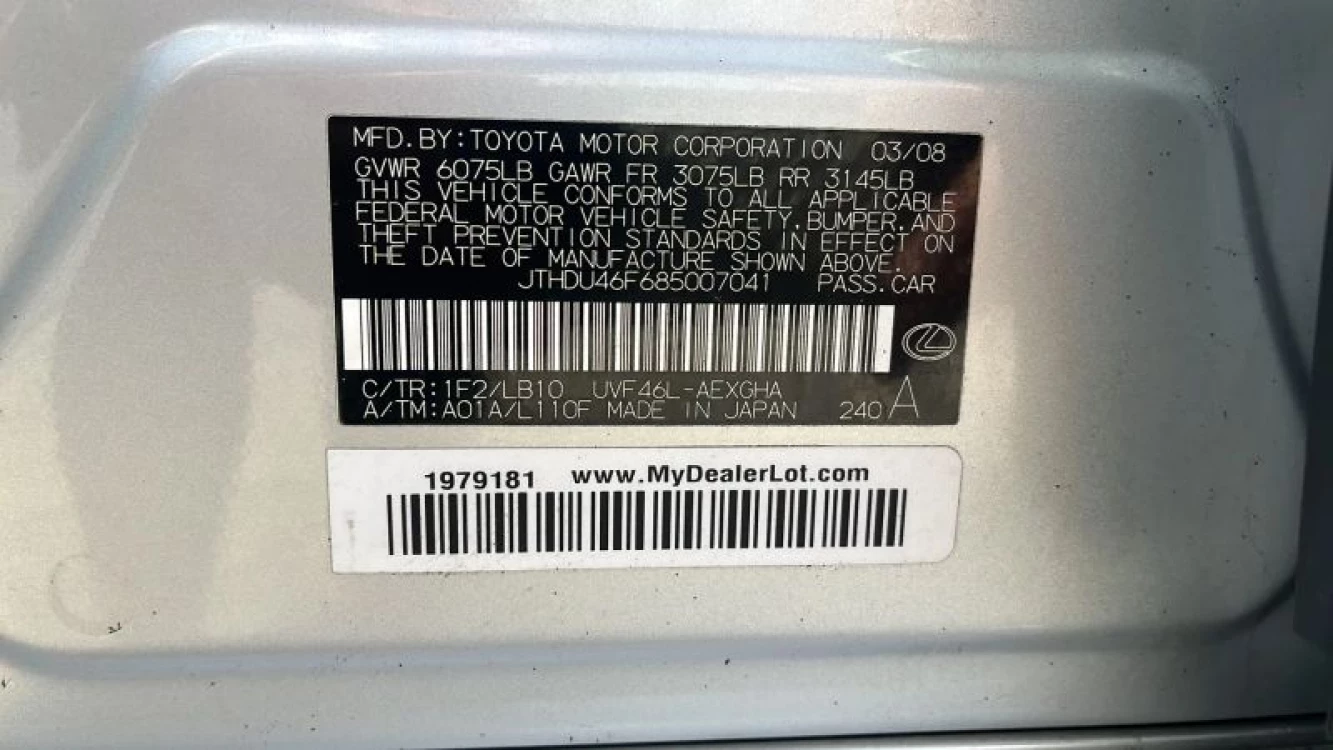 MFD.BY:TOYOTA MOTOR CORPORATION 03/08
GVWR 6075LB GAWR FR 3075LB RR 3145LB
THIS VEHICLE CONFORMS TO ALL APPLICABLE
FEDERAL MOTOR VEHICLE SAFETY,BUMPER,AND
THEFT PREVENTION STANDARDS IN EFFECT ON
THE DATE OF MANUFACTURE SHOWN ABOVE.
JTHDU46F685007041 PASS.CAR
C/TR:1F2/LB10 UVF46L-AEXGHA
A/TM:A01A/L110F MADE IN JAPAN 240 A
1979181 www.MyDealerLot.com